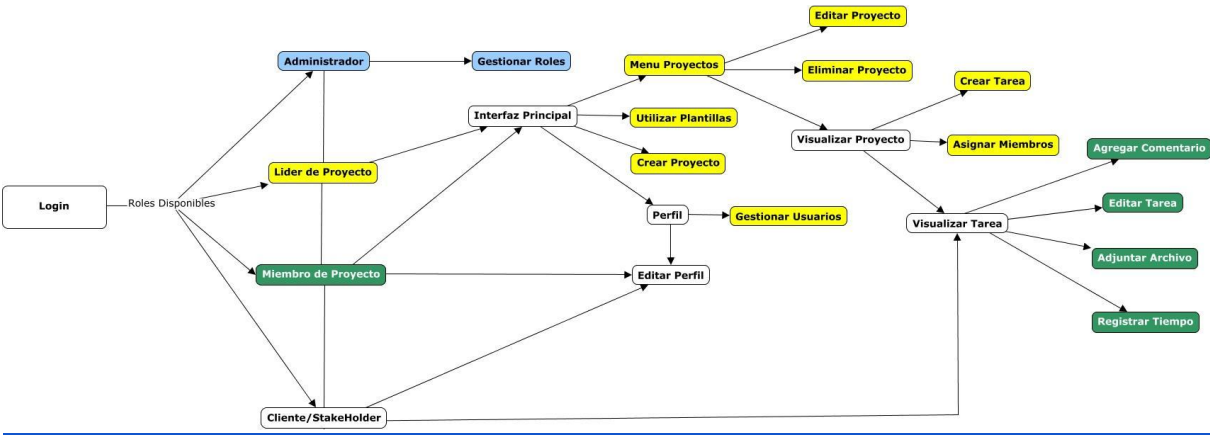 Editar Proyecto
Administrador
Gestionar Roles
Menu Proyectos
Eliminar Proyecto
Crear Tarea
Interfaz Principal
Utilizar Plantillas
Visualizar Proyecto
Asignar Miembros
Agregar Comentario
Lider de Proyecto
Crear Proyecto
Login
Roles Disponibles
Perfil
Gestionar Usuarios
Visualizar Tarea
Editar Tarea
Miembro de Proyecto
Editar Perfil
Adjuntar Archivo
Registrar Tiempo
Cliente/StakeHolder